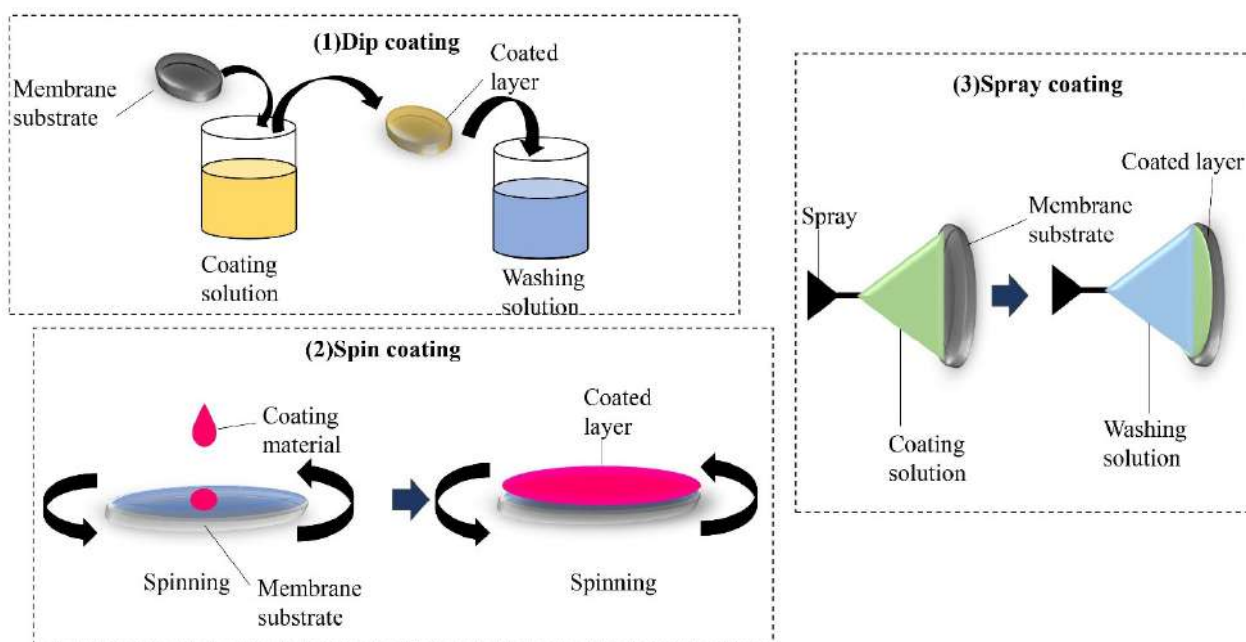 (1)Dip coating
Membrane
substrate
Coated
layer
Coating
solution
Washing
solution
(2)Spin coating
Coating
material
Coated
layer
Spinning
Membrane
substrate
Spinning
(3)Spray coating
Coated layer
Spray
Membrane
substrate
Coating
solution
Washing
solution